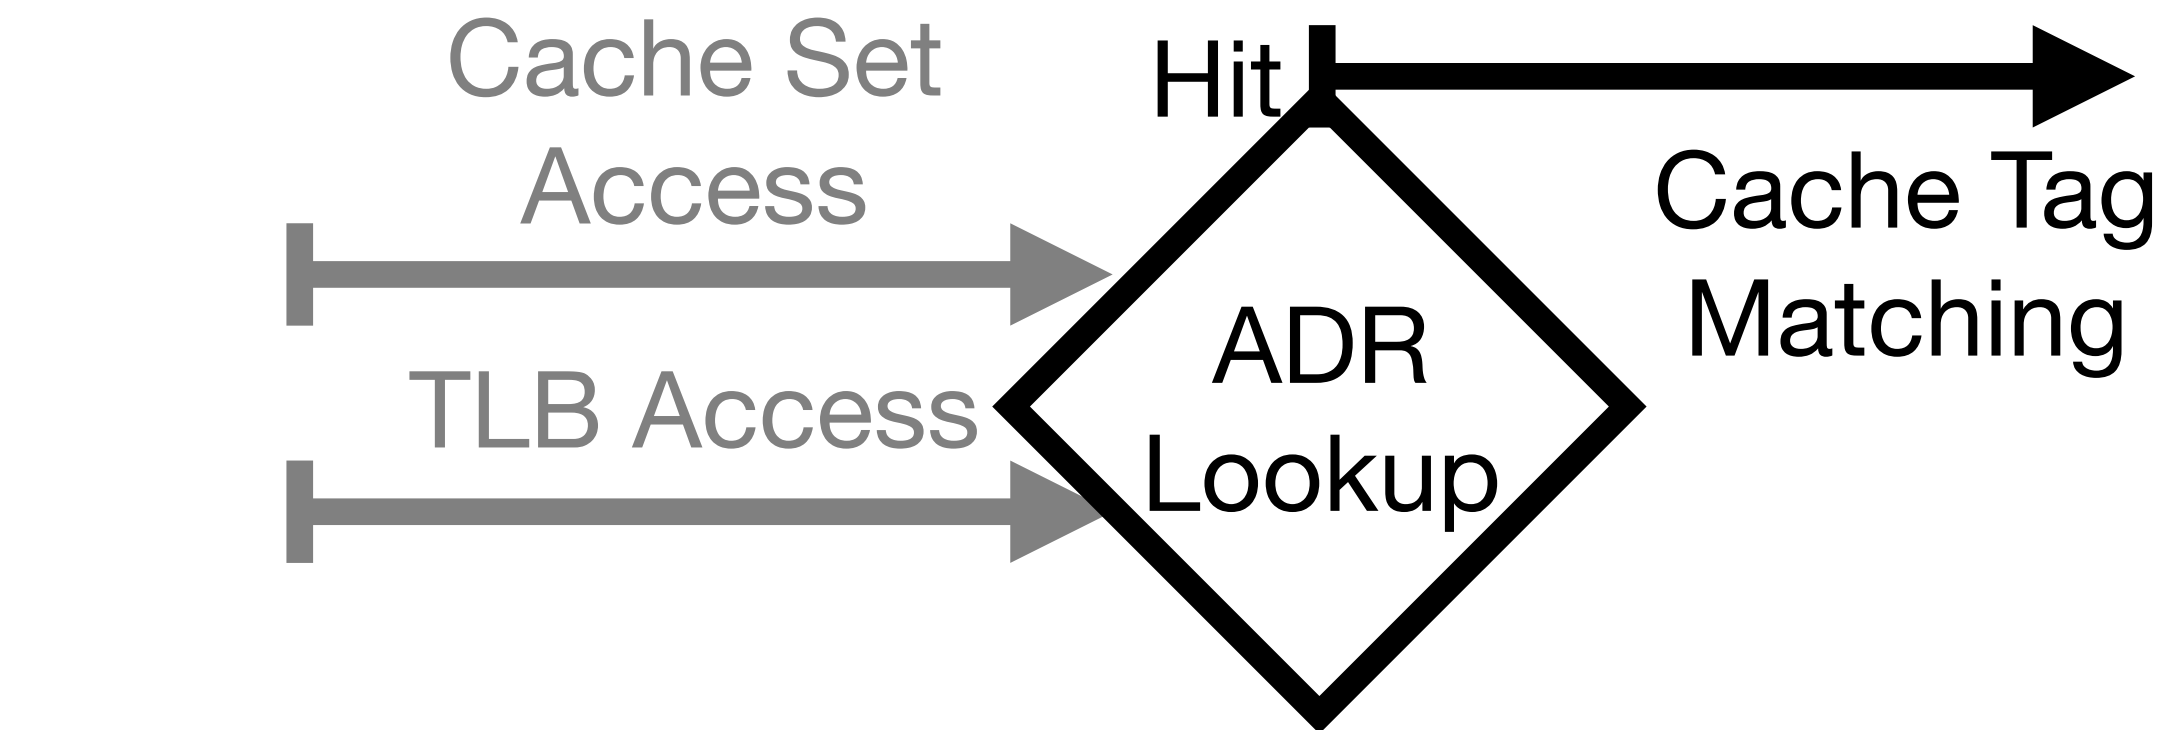 Cache Set
Access
TLB Access
Hit
ADR
Lookup
Cache Tag
Matching